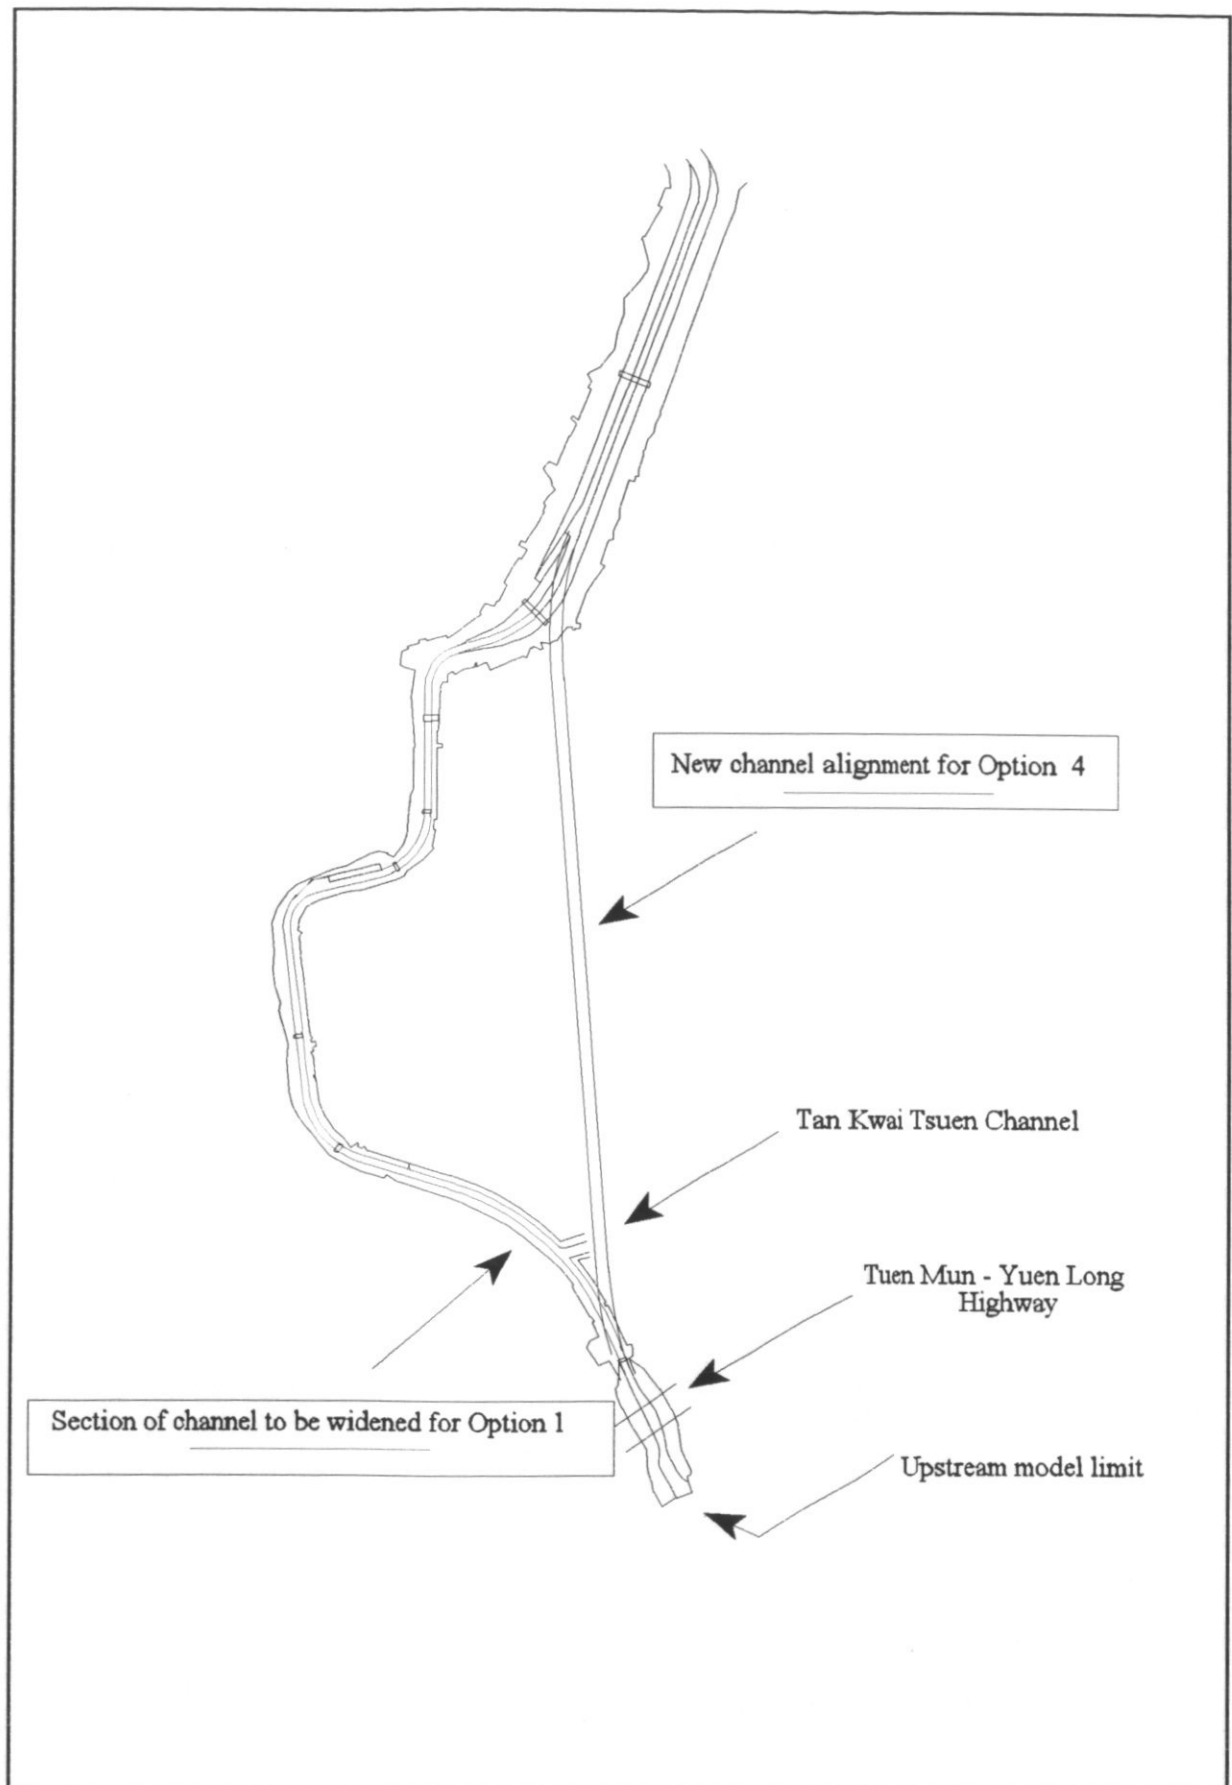 New channel alignment for Option 4
Tan Kwai Tsuen Channel
Tuen Mun - Yuen Long
Highway
Section of channel to be widened for Option 1
Upstream model limit